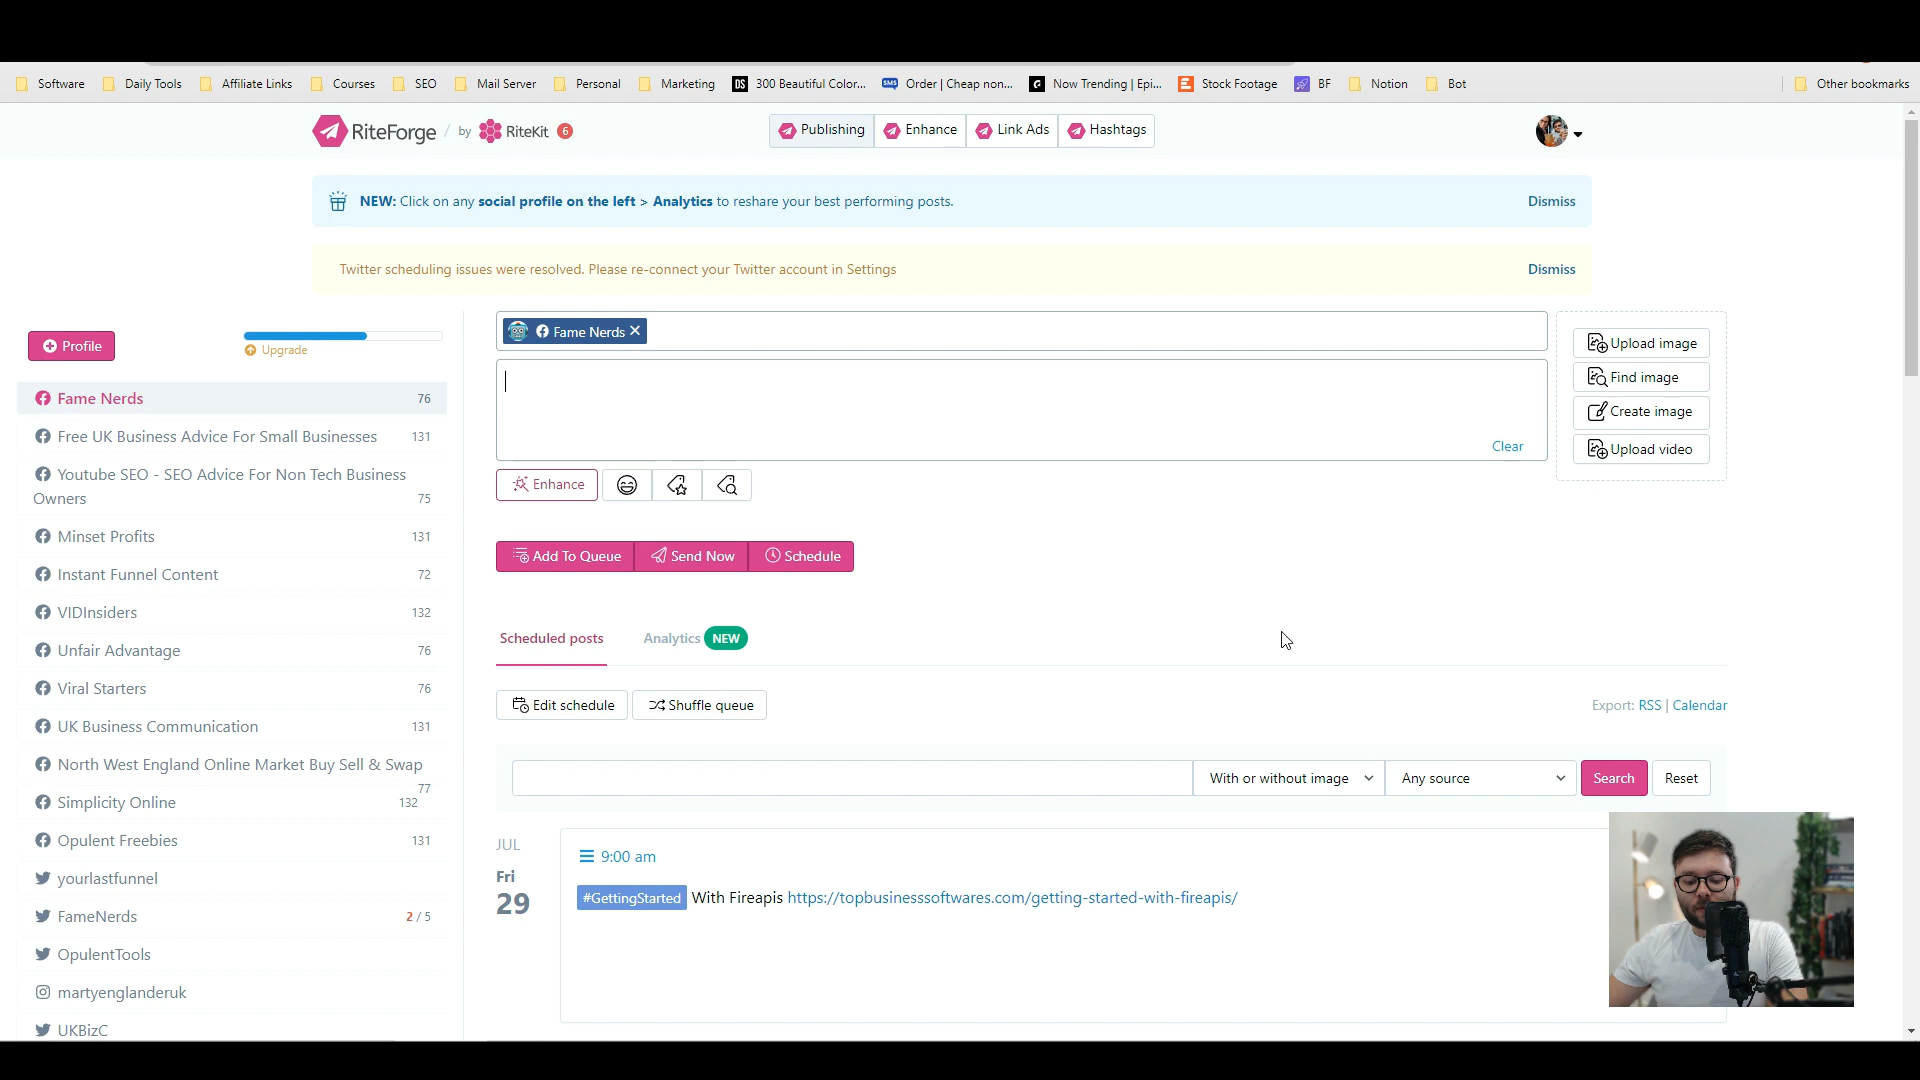 Software Daily Tools Affiliate Links Courses SEO Mail Server Personal Marketing DS 300 Beautiful Color... SMS Order | Cheap non... Now Trending | Epi... Stock Footage BF Notion Bot Other bookmarks
RiteForge / by RiteKit 6 Publishing Enhance Link Ads Hashtags
NEW: Click on any social profile on the left > Analytics to reshare your best performing posts. Dismiss
Twitter scheduling issues were resolved. Please re-connect your Twitter account in Settings Dismiss
Profile
Upgrade
Fame Nerds 76
Free UK Business Advice For Small Businesses 131
Youtube SEO - SEO Advice For Non Tech Business
Owners 75
Minset Profits 131
Instant Funnel Content 72
VIDInsiders 132
Unfair Advantage 76
Viral Starters 76
UK Business Communication 131
North West England Online Market Buy Sell & Swap
77
Simplicity Online 132
Opulent Freebies 131
yourlastfunnel
FameNerds 2 / 5
OpulentTools
martyenglanderuk
UKBizC
Fame Nerds
Clear
Upload image
Find image
Create image
Upload video
Enhance
Add To Queue Send Now Schedule
Scheduled posts Analytics NEW
Edit schedule Shuffle queue Export: RSS | Calendar
With or without image Any source Search Reset
JUL
Fri
29
9:00 am
#GettingStarted With Fireapis https://topbusinesssoftwares.com/getting-started-with-fireapis/